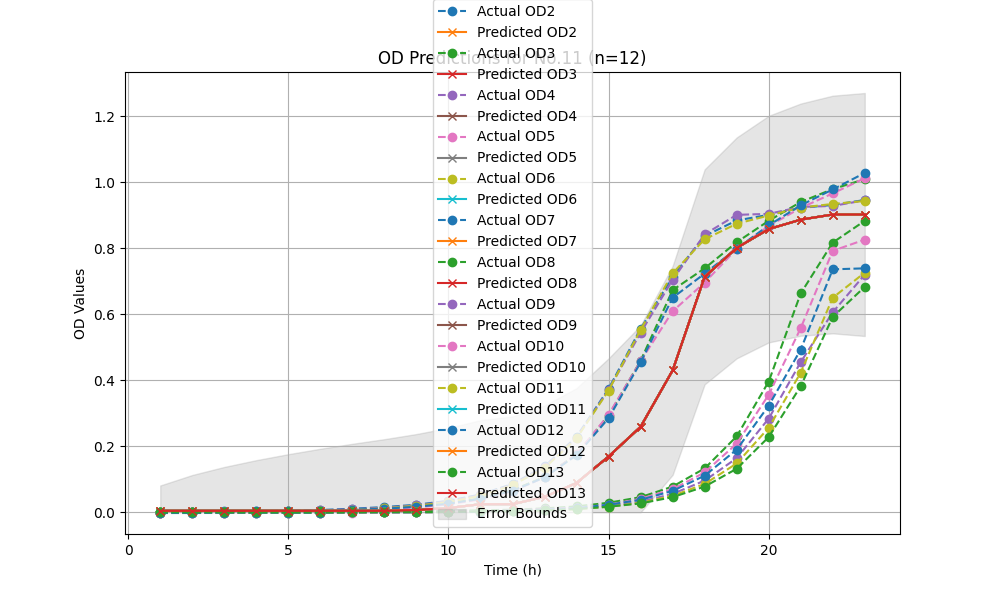 OD Predictions for No.11 (n=12)
Actual OD2
Predicted OD2
Actual OD3
Predicted OD3
Actual OD4
Predicted OD4
Actual OD5
Predicted OD5
Actual OD6
Predicted OD6
Actual OD7
Predicted OD7
Actual OD8
Predicted OD8
Actual OD9
Predicted OD9
Actual OD10
Predicted OD10
Actual OD11
Predicted OD11
Actual OD12
Predicted OD12
Actual OD13
Predicted OD13
Error Bounds
OD Values
1.2
1.0
0.8
0.6
0.4
0.2
0.0
0
5
10
15
20
Time (h)